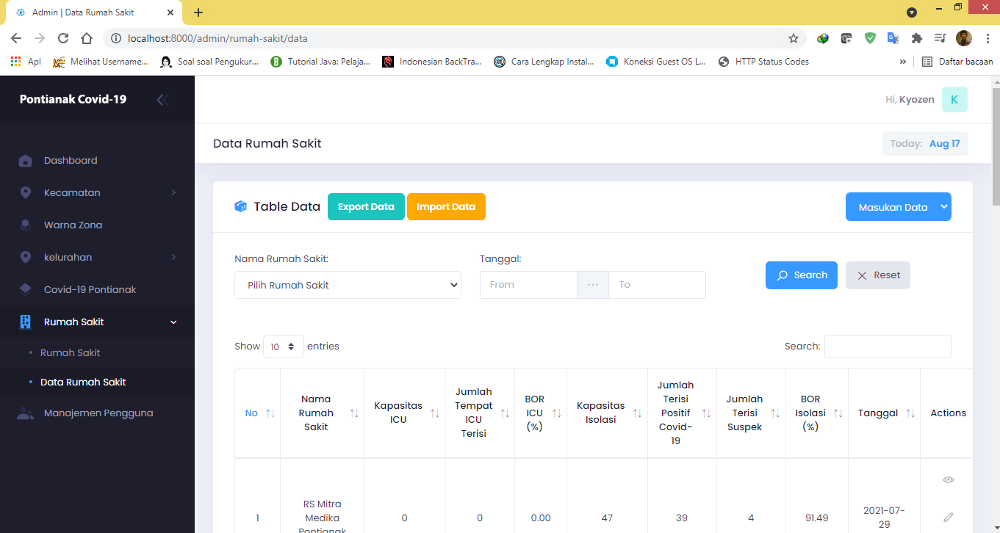 Admin | Data Rumah Sakit
localhost:8000/admin/rumah-sakit/data
Apl
Melihat Username...
Soal soal Pengukur...
Tutorial Java: Pelaja...
Indonesian BackTra...
Cara Lengkap Instal...
Koneksi Guest OS L...
HTTP Status Codes
»
Daftar bacaan
Pontianak Covid-19
Hi, Kyozen
K
Data Rumah Sakit
Today: Aug 17
Dashboard
Kecamatan
Warna Zona
kelurahan
Covid-19 Pontianak
Rumah Sakit
Rumah Sakit
Data Rumah Sakit
Manajemen Pengguna
Table Data
Export Data
Import Data
Masukan Data
Nama Rumah Sakit:
Pilih Rumah Sakit
Tanggal:
From
...
To
Search
Reset
Show 10 entries
Search:
No
Nama
Rumah
Sakit
Kapasitas
ICU
Jumlah
Tempat
ICU
Terisi
BOR
ICU
(%)
Kapasitas
Isolasi
Jumlah
Terisi
Positif
Covid-
19
Jumlah
Terisi
Suspek
BOR
Isolasi
(%)
Tanggal
Actions
1
RS Mitra
Medika
Pontianak
0
0
0.00
47
39
4
91.49
2021-07-
29